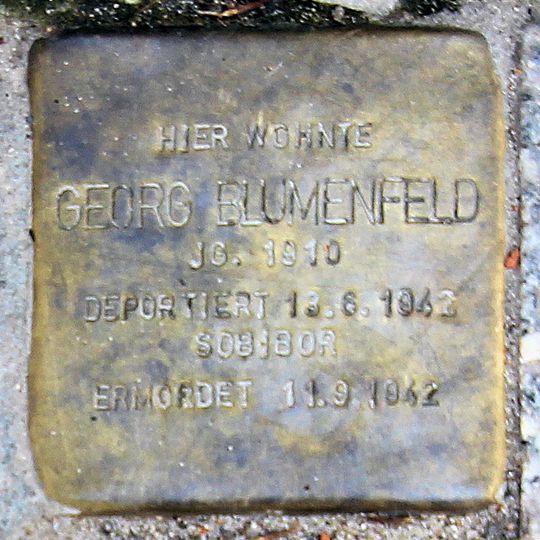 HIER WOHNTE
GEORG BLUMENFELD
JG. 1910
DEPORTIERT 13.6.1942
SOBIBOR
ERMORDET 11.9.1942